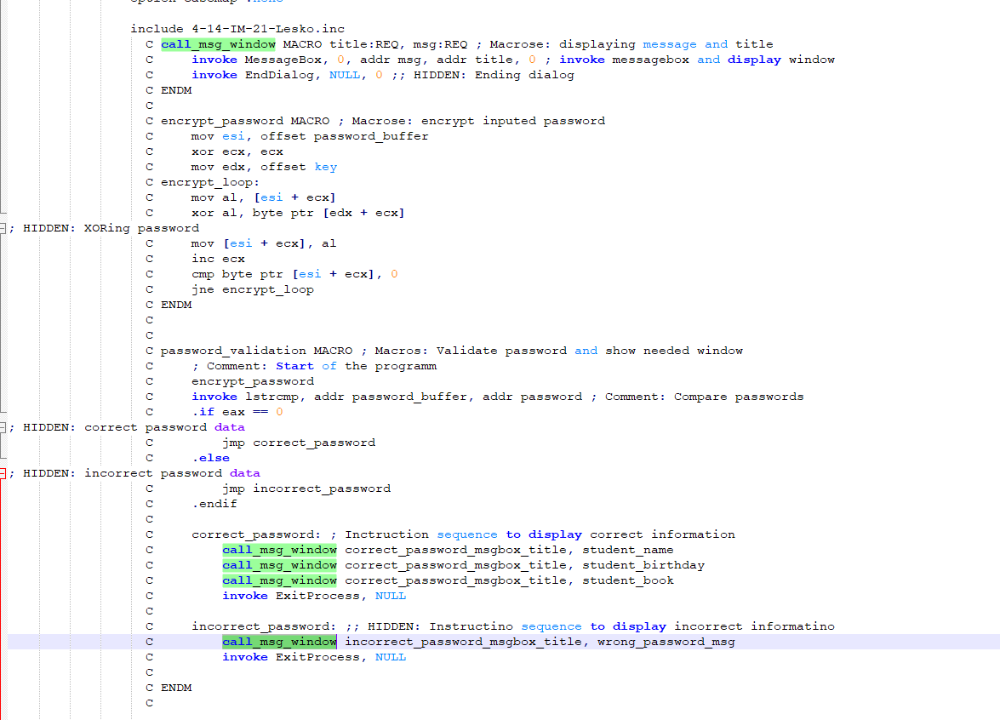 option casemap :none
include 4-14-IM-21-Lesko.inc
C call_msg_window MACRO title:REQ, msg:REQ ; Macrose: displaying message and title
C     invoke MessageBox, 0, addr msg, addr title, 0 ; invoke messagebox and display window
C     invoke EndDialog, NULL, 0 ;; HIDDEN: Ending dialog
C ENDM
C
C encrypt_password MACRO ; Macrose: encrypt inputed password
C     mov esi, offset password_buffer
C     xor ecx, ecx
C     mov edx, offset key
C encrypt_loop:
C     mov al, [esi + ecx]
C     xor al, byte ptr [edx + ecx]
; HIDDEN: XORing password
C     mov [esi + ecx], al
C     inc ecx
C     cmp byte ptr [esi + ecx], 0
C     jne encrypt_loop
C ENDM
C
C
C password_validation MACRO ; Macros: Validate password and show needed window
C     ; Comment: Start of the programm
C     encrypt_password
C     invoke lstrcmp, addr password_buffer, addr password ; Comment: Compare passwords
C     .if eax == 0
; HIDDEN: correct password data
C         jmp correct_password
C     .else
; HIDDEN: incorrect password data
C         jmp incorrect_password
C     .endif
C
C     correct_password: ; Inctruction sequence to display correct information
C         call_msg_window correct_password_msgbox_title, student_name
C         call_msg_window correct_password_msgbox_title, student_birthday
C         call_msg_window correct_password_msgbox_title, student_book
C         invoke ExitProcess, NULL
C
C     incorrect_password: ;; HIDDEN: Instructino sequence to display incorrect informatino
C         call_msg_window incorrect_password_msgbox_title, wrong_password_msg
C         invoke ExitProcess, NULL
C
C ENDM
C